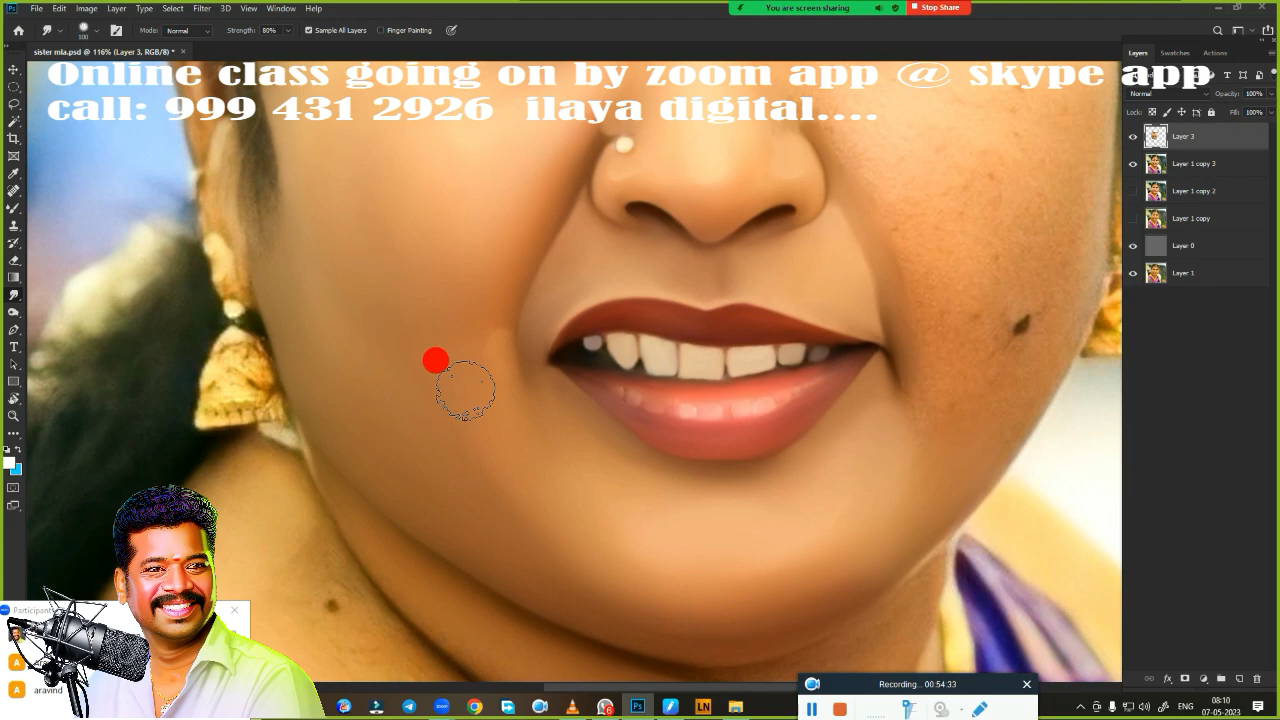 File Edit Image Layer Type Select Filter 3D View Window Help
You are screen sharing Stop Share
100 Mode: Normal Strength: 80% Sample All Layers Finger Painting
sister mla.psd @ 116% (Layer 3, RGB/8) * ×
Layers Swatches Actions
Online class going on by zoom app @ skype app
call: 999 431 2926 ilaya digital....
Normal Opacity: 100%
Lock: Fill: 100%
Layer 3
Layer 1 copy 3
Layer 1 copy 2
Layer 1 copy
Layer 0
Layer 1
A
A aravind
Recording... 00:54:33
Ps LN 6
ENG 08:10
07-05-2023